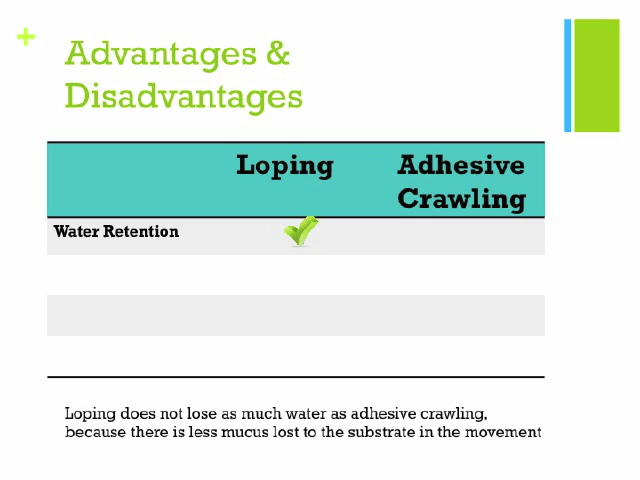 +
Advantages &
Disadvantages
Loping Adhesive
Crawling
Water Retention
Loping does not lose as much water as adhesive crawling,
because there is less mucus lost to the substrate in the movement